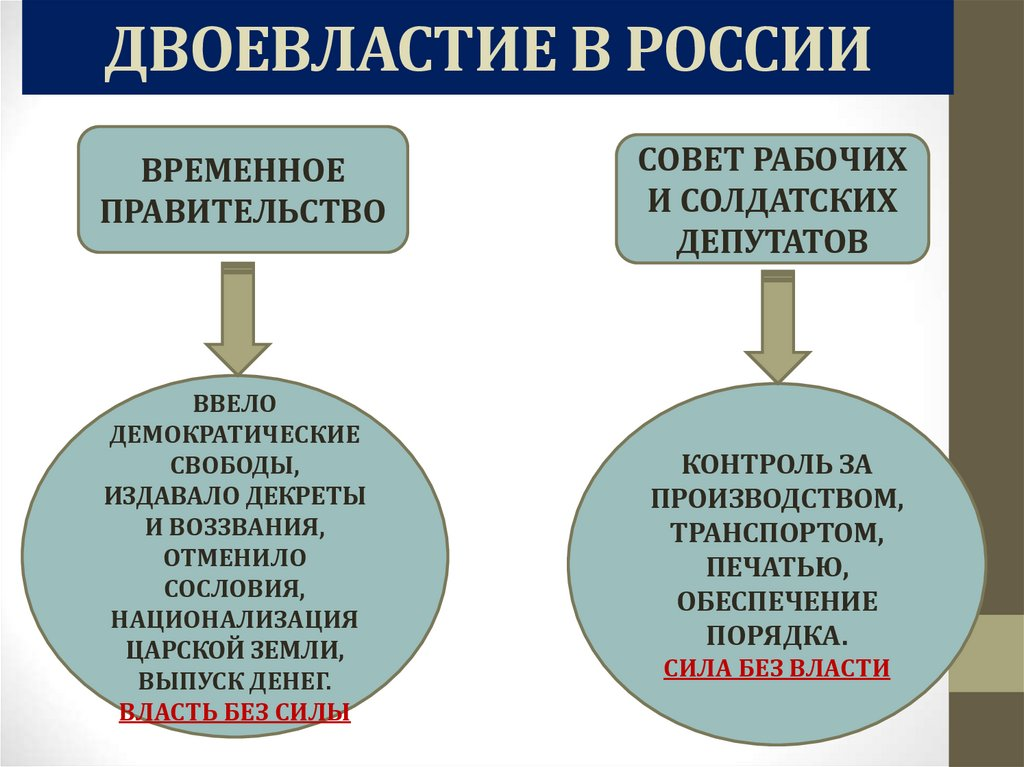 ДВОЕВЛАСТИЕ В РОССИИ
ВРЕМЕННОЕ
ПРАВИТЕЛЬСТВО
СОВЕТ РАБОЧИХ
И СОЛДАТСКИХ
ДЕПУТАТОВ
ВВЕЛО
ДЕМОКРАТИЧЕСКИЕ
СВОБОДЫ,
ИЗДАВАЛО ДЕКРЕТЫ
И ВОЗЗВАНИЯ,
ОТМЕНИЛО
СОСЛОВИЯ,
НАЦИОНАЛИЗАЦИЯ
ЦАРСКОЙ ЗЕМЛИ,
ВЫПУСК ДЕНЕГ.
ВЛАСТЬ БЕЗ СИЛЫ
КОНТРОЛЬ ЗА
ПРОИЗВОДСТВОМ,
ТРАНСПОРТОМ,
ПЕЧАТЬЮ,
ОБЕСПЕЧЕНИЕ
ПОРЯДКА.
СИЛА БЕЗ ВЛАСТИ